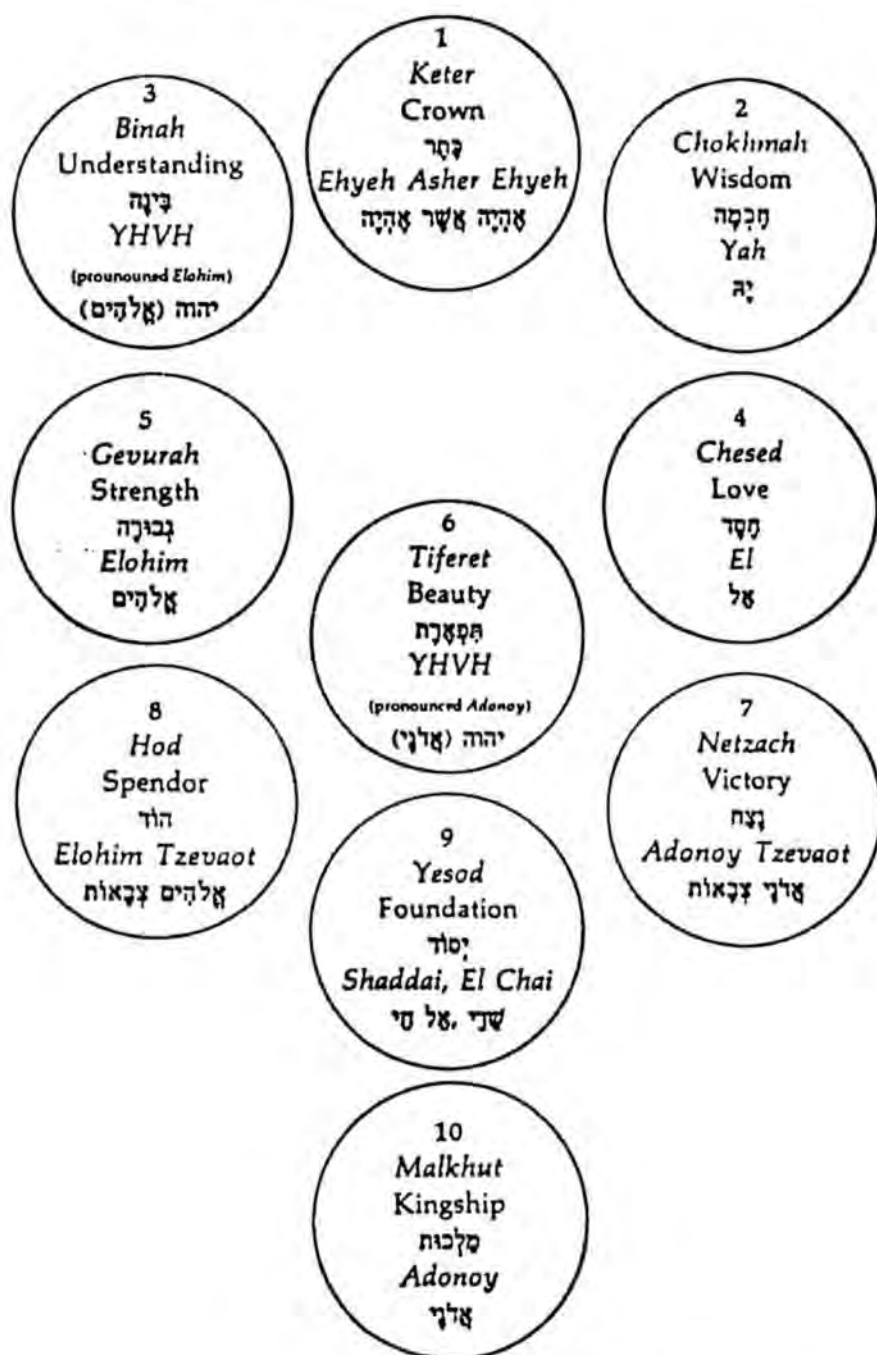 1
Keter
Crown
כֶּתֶר
Ehyeh Asher Ehyeh
אֶהְיֶה אֲשֶׁר אֶהְיֶה
2
Chokhmah
Wisdom
חָכְמָה
Yah
יָהּ
3
Binah
Understanding
בִּינָה
YHVH
(prounouned Elohim)
יהוה (אֱלֹהִים)
4
Chesed
Love
חֶסֶד
El
אֵל
5
Gevurah
Strength
גְּבוּרָה
Elohim
אֱלֹהִים
6
Tiferet
Beauty
תִּפְאֶרֶת
YHVH
(pronounced Adonoy)
יהוה (אֲדֹנָי)
7
Netzach
Victory
נֶצַח
Adonoy Tzevaot
אֲדֹנָי צְבָאוֹת
8
Hod
Spendor
הוֹד
Elohim Tzevaot
אֱלֹהִים צְבָאוֹת
9
Yesod
Foundation
יְסוֹד
Shaddai, El Chai
שַׁדַּי, אֵל חַי
10
Malkhut
Kingship
מַלְכוּת
Adonoy
אֲדֹנָי